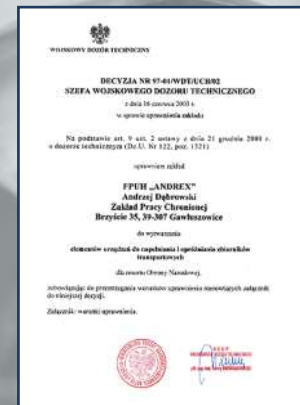 WOJSKOWY DOZÓR TECHNICZNY
DECYZJA NR 97-01/WDT/UCH/02
SZEFA WOJSKOWEGO DOZORU TECHNICZNEGO
z dnia 16 czerwca 2003 r.
w sprawie uprawnienia zakładu
Na podstawie art. 9 ust. 2 ustawy z dnia 21 grudnia 2000 r.
o dozorze technicznym (Dz.U. Nr 122, poz. 1321)
uprawniam zakład
FPUH „ANDREX”
Andrzej Dąbrowski
Zakład Pracy Chronionej
Brzyście 35, 39-307 Gawłuszowice
do wytwarzania
elementów urządzeń do napełniania i opróżniania zbiorników
transportowych
dla resortu Obrony Narodowej,
zobowiązując do przestrzegania warunków uprawnienia stanowiących załącznik
do niniejszej decyzji.
Załącznik: warunki uprawnienia.
SZEF